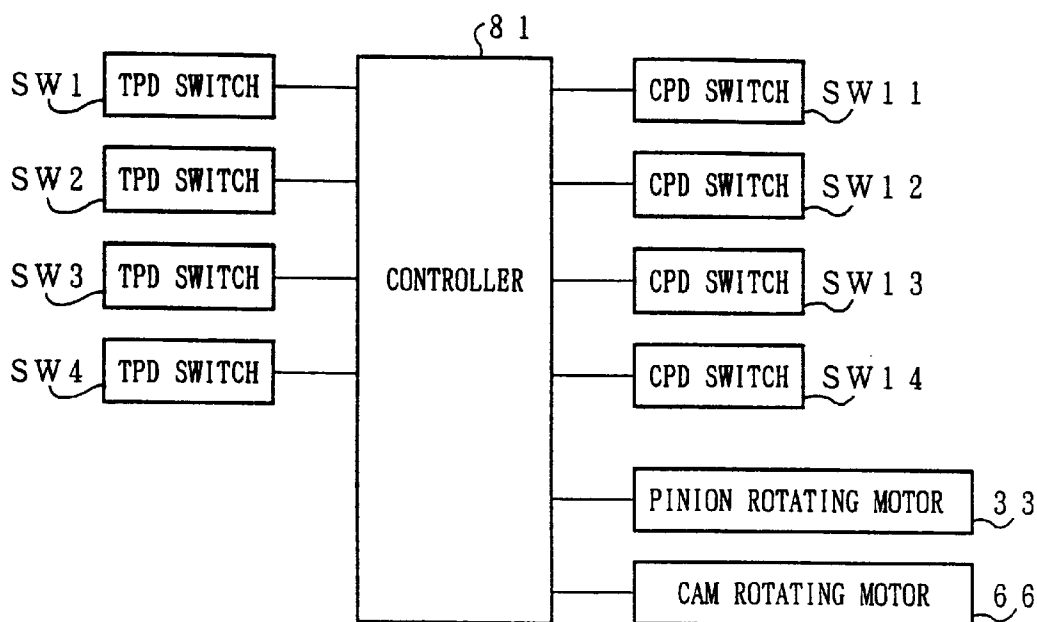 81
SW1 TPD SWITCH
CPD SWITCH SW11
SW2 TPD SWITCH
CPD SWITCH SW12
SW3 TPD SWITCH
CONTROLLER
CPD SWITCH SW13
SW4 TPD SWITCH
CPD SWITCH SW14
PINION ROTATING MOTOR 33
CAM ROTATING MOTOR 66